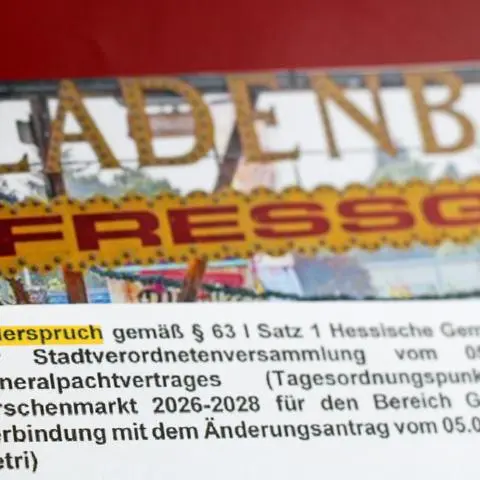 LADENB
FRESSG
derspruch gemäß § 63 I Satz 1 Hessische Gem
Stadtverordnetenversammlung vom 0
neralpachtvertrages (Tagesordnungspunk
rschenmarkt 2026-2028 für den Bereich G
erbindung mit dem Änderungsantrag vom 05.0
etri)